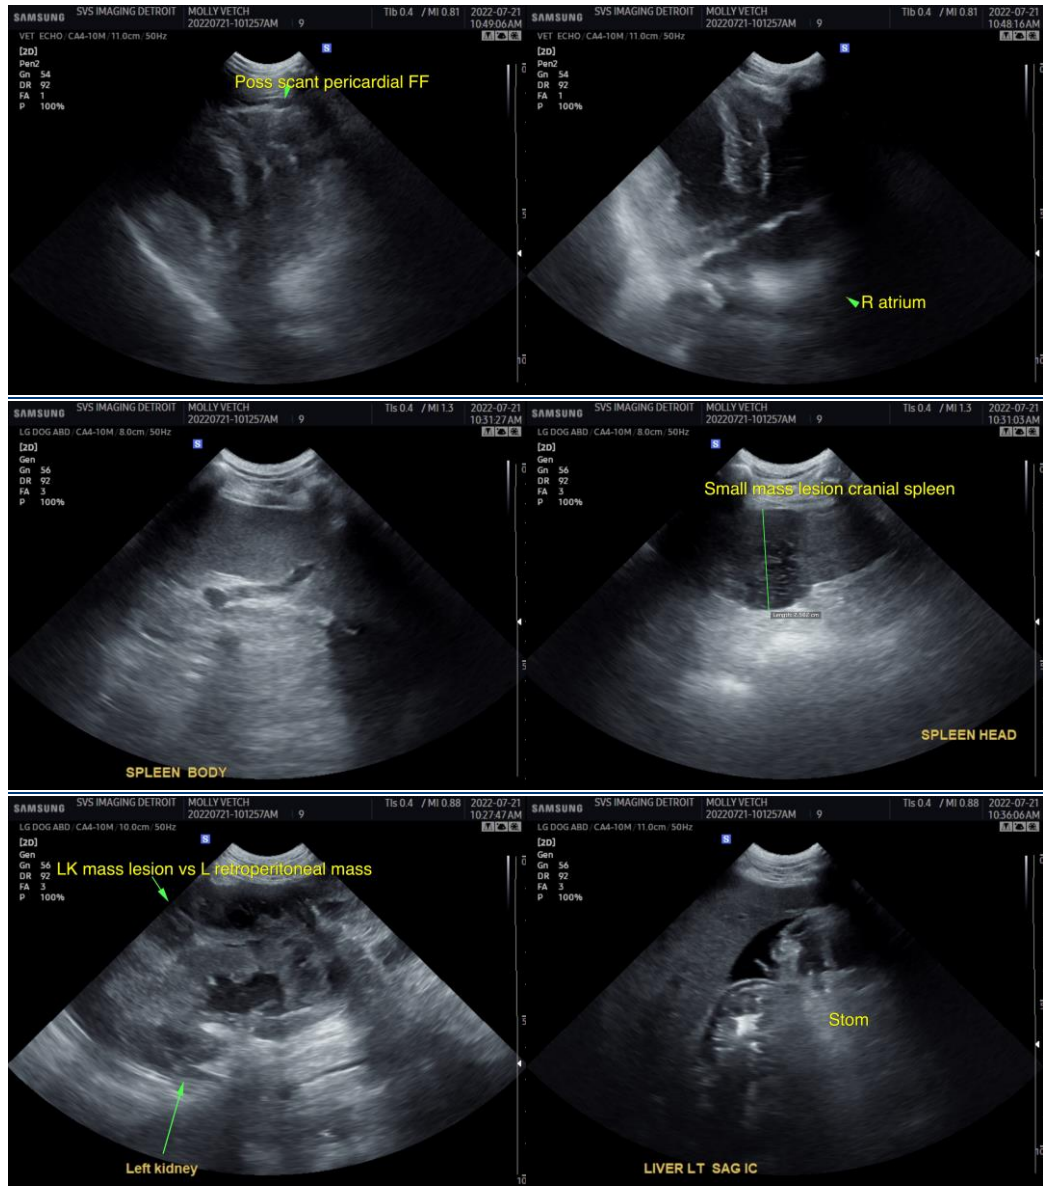 SAMSUNG SVS IMAGING DETROIT MOLLY VETCH 20220721-101257AM 9 TIb 0.4 / MI 0.81 2022-07-21 10:49:06AM
VET ECHO / CA4-10M / 11.0cm / 50Hz
[2D]
Pen2
Gn 54
DR 92
FA 1
P 100%
S
Poss scant pericardial FF
5
SAMSUNG SVS IMAGING DETROIT MOLLY VETCH 20220721-101257AM 9 TIb 0.4 / MI 0.81 2022-07-21 10:48:16AM
VET ECHO / CA4-10M / 11.0cm / 50Hz
[2D]
Pen2
Gn 54
DR 92
FA 1
P 100%
S
R atrium
5
10
SAMSUNG SVS IMAGING DETROIT MOLLY VETCH 20220721-101257AM 9 TIs 0.4 / MI 1.3 2022-07-21 10:31:27AM
LG DOG ABD / CA4-10M / 8.0cm / 50Hz
[2D]
Gen
Gn 56
DR 92
FA 3
P 100%
S
SPLEEN BODY
5
SAMSUNG SVS IMAGING DETROIT MOLLY VETCH 20220721-101257AM 9 TIs 0.4 / MI 1.3 2022-07-21 10:31:03AM
LG DOG ABD / CA4-10M / 8.0cm / 50Hz
[2D]
Gen
Gn 56
DR 92
FA 3
P 100%
S
Small mass lesion cranial spleen
5
SPLEEN HEAD
SAMSUNG SVS IMAGING DETROIT MOLLY VETCH 20220721-101257AM 9 TIs 0.4 / MI 0.88 2022-07-21 10:27:47AM
LG DOG ABD / CA4-10M / 10.0cm / 50Hz
[2D]
Gen
Gn 56
DR 92
FA 3
P 100%
S
LK mass lesion vs L retroperitoneal mass
5
Left kidney
10
SAMSUNG SVS IMAGING DETROIT MOLLY VETCH 20220721-101257AM 9 TIs 0.4 / MI 0.88 2022-07-21 10:36:06AM
LG DOG ABD / CA4-10M / 11.0cm / 50Hz
[2D]
Gen
Gn 56
DR 92
FA 3
P 100%
S
Stom
5
LIVER LT SAG IC
10